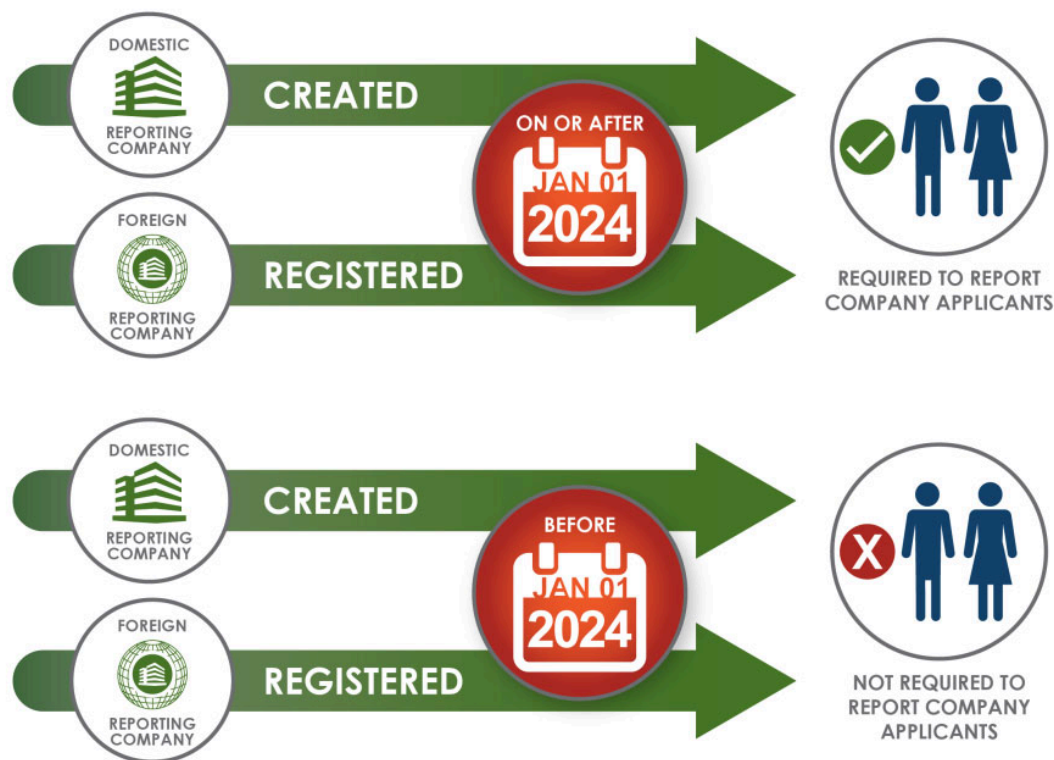 DOMESTIC
REPORTING
COMPANY
CREATED
ON OR AFTER
JAN 01
2024
FOREIGN
REPORTING
COMPANY
REGISTERED
REQUIRED TO REPORT
COMPANY APPLICANTS
DOMESTIC
REPORTING
COMPANY
CREATED
BEFORE
JAN 01
2024
X
FOREIGN
REPORTING
COMPANY
REGISTERED
NOT REQUIRED TO
REPORT COMPANY
APPLICANTS